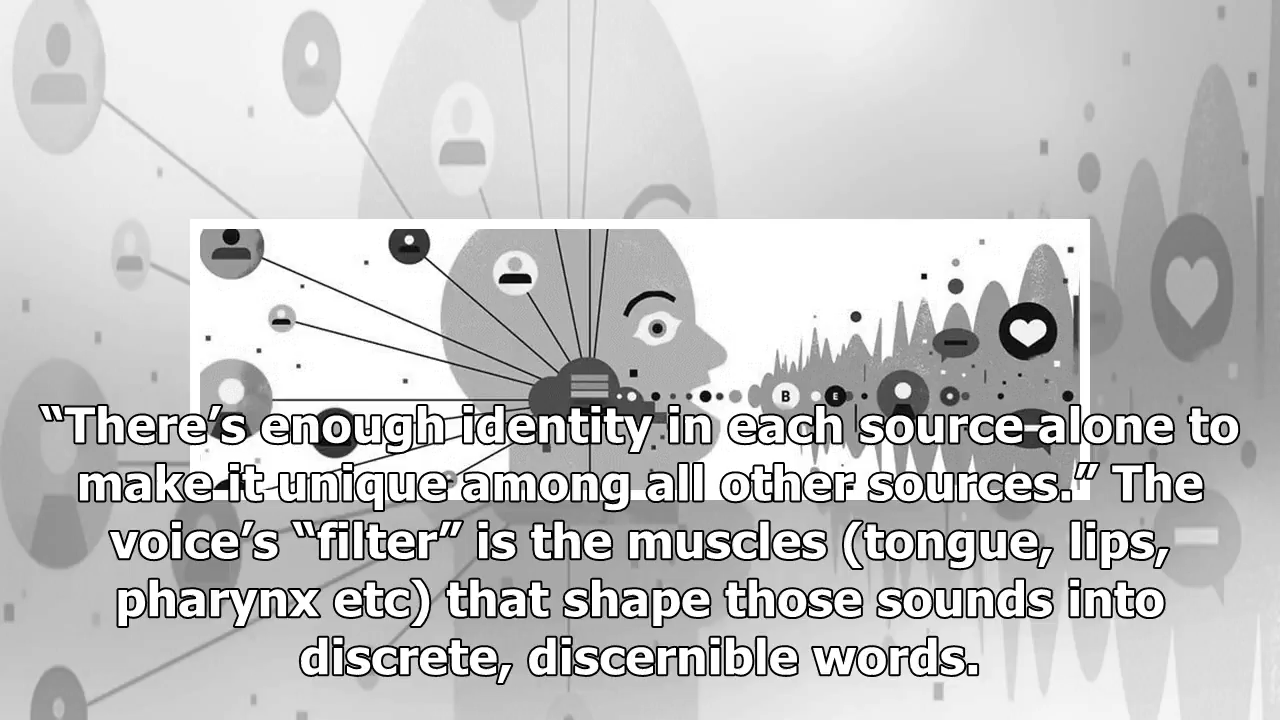 B
E
“There’s enough identity in each source alone to
make it unique among all other sources.” The
voice’s “filter” is the muscles (tongue, lips,
pharynx etc) that shape those sounds into
discrete, discernible words.